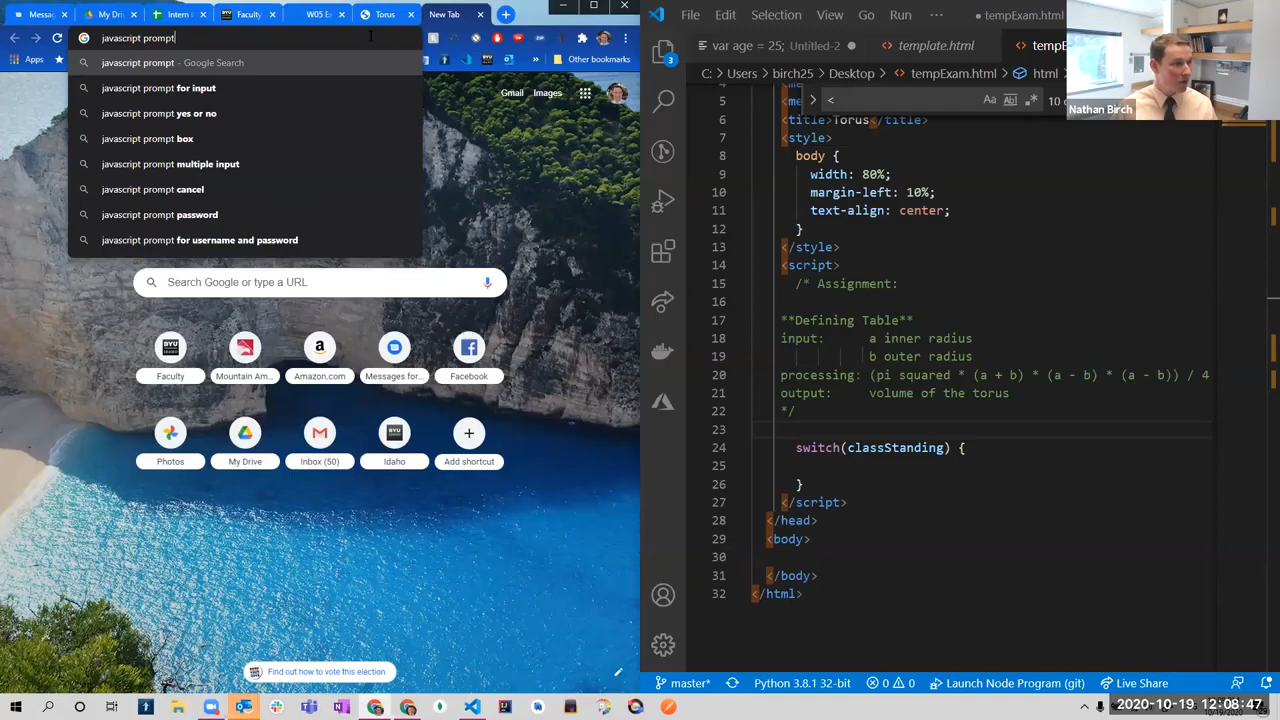 Messag
My Dri
Intern
Faculty
W05 Ex
Torus
New Tab
javascript prompt
Apps
Other bookmarks
javascript prompt - Google Search
javascript prompt for input
javascript prompt yes or no
javascript prompt box
javascript prompt multiple input
javascript prompt cancel
javascript prompt password
javascript prompt for username and password
Gmail Images
Search Google or type a URL
BYU
Faculty
Mountain Am...
Amazon.com
Messages for...
Facebook
Photos
My Drive
Inbox (50)
BYU
Idaho
Add shortcut
Find out how to vote this election
File Edit Selection View Go Run ··· ● tempExam.html
var age = 25; Untitled-2 ●
template.html
tempE
C: > Users > birch25 > Desktop > tempExam.html > html
<
Aa
Abl
10 o
Nathan Birch
3
5
6 <title>Torus</title>
7 <style>
8 body {
9 width: 80%;
10 margin-left: 10%;
11 text-align: center;
12 }
13 </style>
14 <script>
15 /* Assignment:
16
17 **Defining Table**
18 input: a inner radius
19 b outer radius
20 processing: (pi squared * (a + b) * (a - b) * (a - b)) / 4
21 output: volume of the torus
22 */
23
24 switch(classStanding) {
25
26 }
27 </script>
28 </head>
29 <body>
30
31 </body>
32 </html>
master* Python 3.8.1 32-bit 0 0 Launch Node Program (git) Live Share
2020-10-19 12:08:47